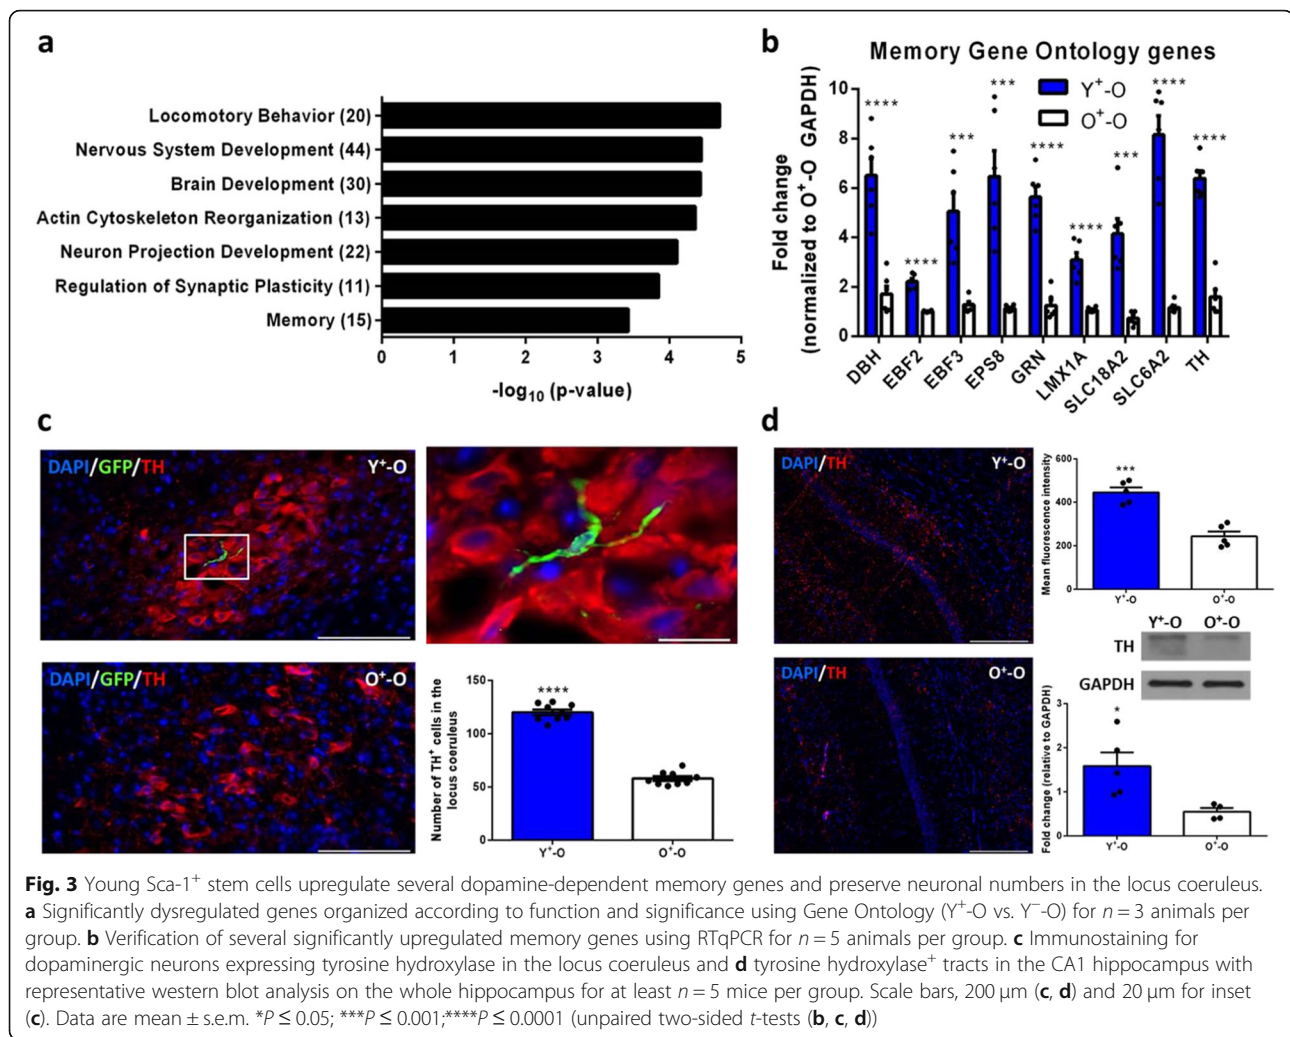 a
Locomotory Behavior (20)
Nervous System Development (44)
Brain Development (30)
Actin Cytoskeleton Reorganization (13)
Neuron Projection Development (22)
Regulation of Synaptic Plasticity (11)
Memory (15)
0 1 2 3 4 5
-log10 (p-value)
b
Memory Gene Ontology genes
Fold change
(normalized to O+-O GAPDH)
10
8
6
4
2
0
Y+-O
O+-O
**** **** *** *** **** **** *** **** ****
DBH EBF2 EBF3 EPS8 GRN LMX1A SLC18A2 SLC6A2 TH
c
DAPI/GFP/TH Y+-O
DAPI/GFP/TH O+-O
Number of TH+ cells in the
locus coeruleus
150
100
50
0
****
Y+-O O+-O
d
DAPI/TH Y+-O
DAPI/TH O+-O
Mean fluorescence intensity
600
400
200
0
***
Y+-O O+-O
Y+-O O+-O
TH
GAPDH
Fold change (relative to GAPDH)
3
2
1
0
*
Y+-O O+-O
Fig. 3 Young Sca-1+ stem cells upregulate several dopamine-dependent memory genes and preserve neuronal numbers in the locus coeruleus.
a Significantly dysregulated genes organized according to function and significance using Gene Ontology (Y+-O vs. Y−-O) for n = 3 animals per
group. b Verification of several significantly upregulated memory genes using RTqPCR for n = 5 animals per group. c Immunostaining for
dopaminergic neurons expressing tyrosine hydroxylase in the locus coeruleus and d tyrosine hydroxylase+ tracts in the CA1 hippocampus with
representative western blot analysis on the whole hippocampus for at least n = 5 mice per group. Scale bars, 200 μm (c, d) and 20 μm for inset
(c). Data are mean ± s.e.m. *P ≤ 0.05; ***P ≤ 0.001;****P ≤ 0.0001 (unpaired two-sided t-tests (b, c, d))